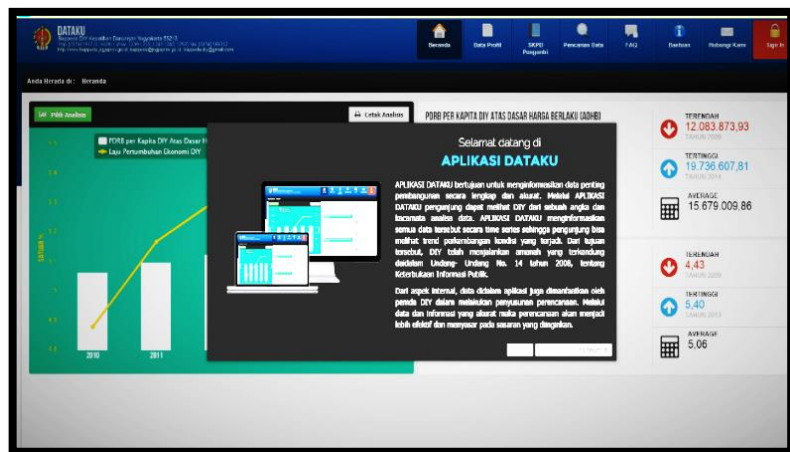 DATAKU
Beranda
Data Profil
SKPD
Pengampu
Pencarian Data
FAQ
Bantuan
Hubungi Kami
Sign In
Anda Berada di : Beranda
Pilih Analisis
Cetak Analisis
PDRB per Kapita DIY Atas Dasar H
Laju Pertumbuhan Ekonomi DIY
2010
2011
PDRB PER KAPITA DIY ATAS DASAR HARGA BERLAKU (ADHB)
TERENDAH
12.083.873,93
TERTINGGI
19.736.607,81
AVERAGE
15.679.009,86
TERENDAH
4,43
TERTINGGI
5,40
AVERAGE
5,06
Selamat datang di
APLIKASI DATAKU
APLIKASI DATAKU bertujuan untuk menginformasikan data penting
pembangunan secara lengkap dan akurat. Melalui APLIKASI
DATAKU pengunjung dapat melihat DIY dari sebuah angka dan
kacamata analisa data. APLIKASI DATAKU menginformasikan
semua data tersebut secara time series sehingga pengunjung bisa
melihat trend perkembangan kondisi yang terjadi. Dari tujuan
tersebut, DIY telah menjalankan amanah yang terkandung
didalam Undang- Undang No. 14 tahun 2008, tentang
Keterbukaan Informasi Publik.
Dari aspek internal, data didalam aplikasi juga dimanfaatkan oleh
pemda DIY dalam melakukan penyusunan perencanaan. Melalui
data dan informasi yang akurat maka perencanaan akan menjadi
lebih efektif dan menyasar pada sasaran yang diinginkan.